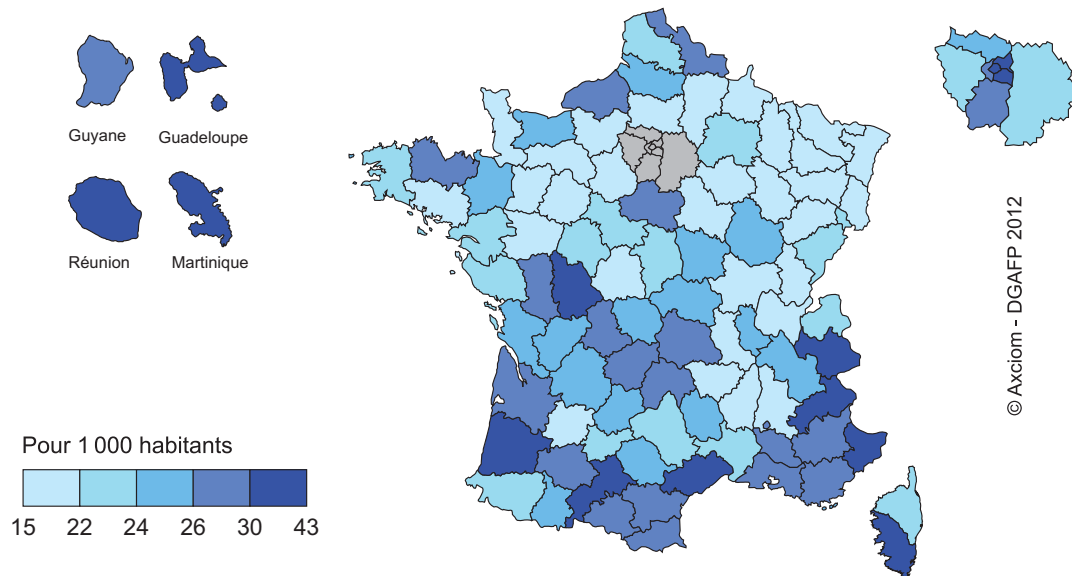 Guyane
Guadeloupe
Réunion
Martinique
Pour 1 000 habitants
15 22 24 26 30 43
© Axciom - DGAFP 2012